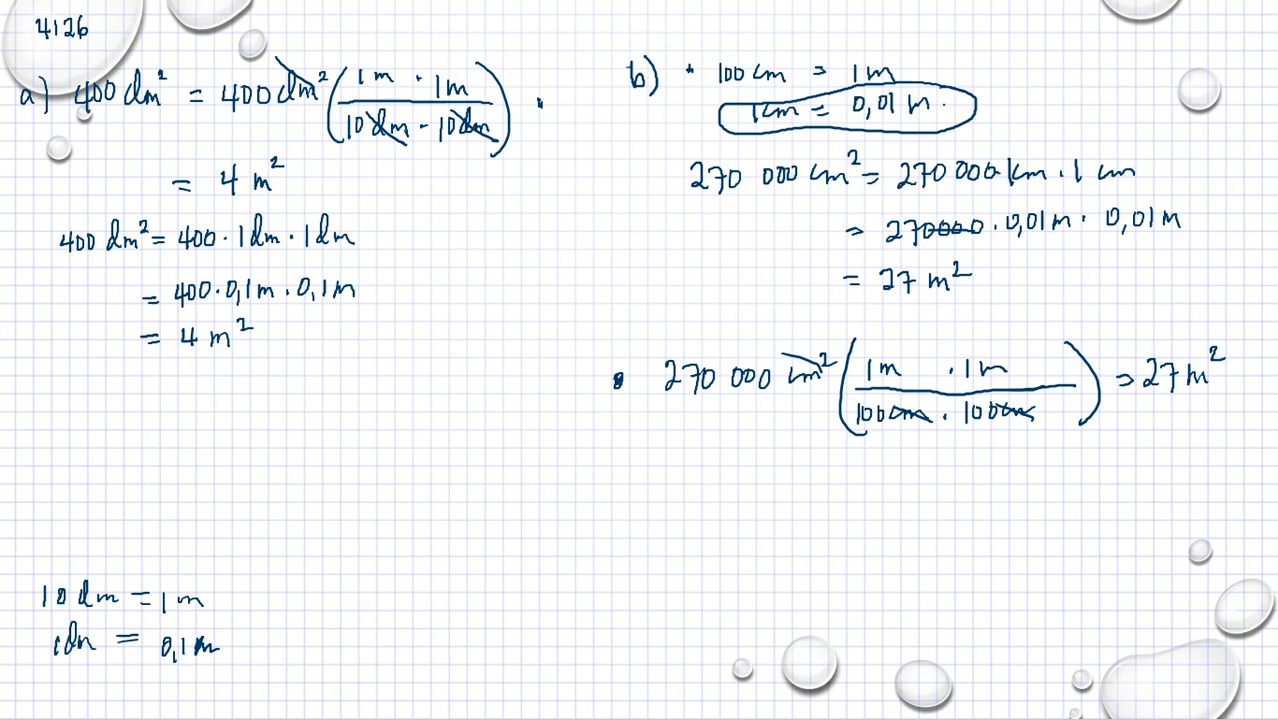 4126
a) 400 dm² = 400 dm² (1m · 1m / 10dm - 10dm) ·
= 4 m²
400 dm² = 400 · 1dm · 1dm
= 400 · 0,1m · 0,1m
= 4 m²
10 dm = 1 m
1dm = 0,1 m
b) · 100 cm = 1m
1cm = 0,01 m .
270 000 cm² = 270 000 · 1cm · 1 cm
= 270000 · 0,01m · 0,01m
= 27 m²
· 270 000 cm² (1m · 1m / 100cm · 100cm) = 27 m²